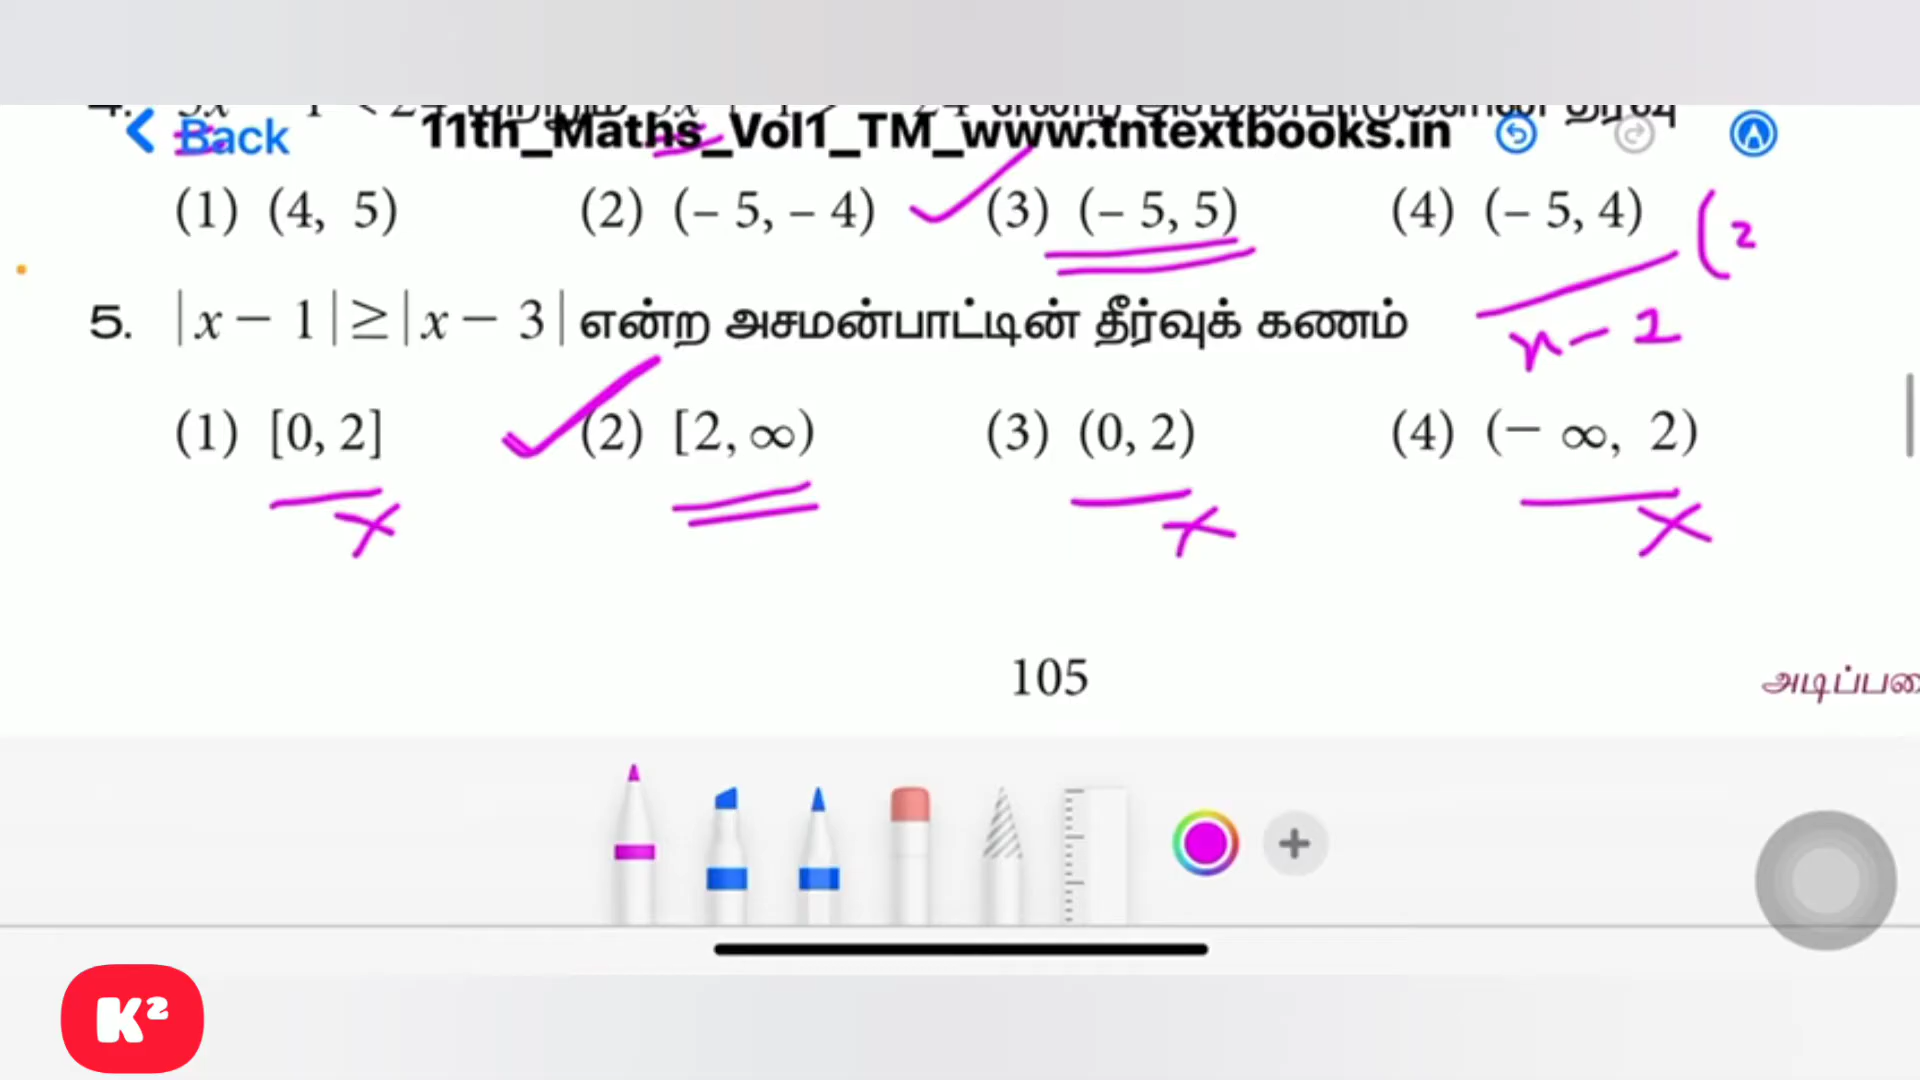 Back 11th_Maths_Vol1_TM_www.tntextbooks.in
(1) (4, 5) (2) (– 5, – 4) (3) (– 5, 5) (4) (– 5, 4) (2
5. |x – 1| ≥ |x – 3| என்ற அசமன்பாட்டின் தீர்வுக் கணம்
(1) [0, 2] (2) [2, ∞) (3) (0, 2) (4) (– ∞, 2)
105
K²